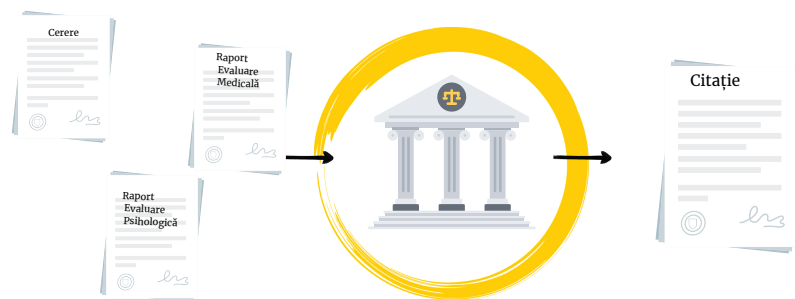 Cerere
Raport
Evaluare
Medicală
Raport
Evaluare
Psihologică
Citație